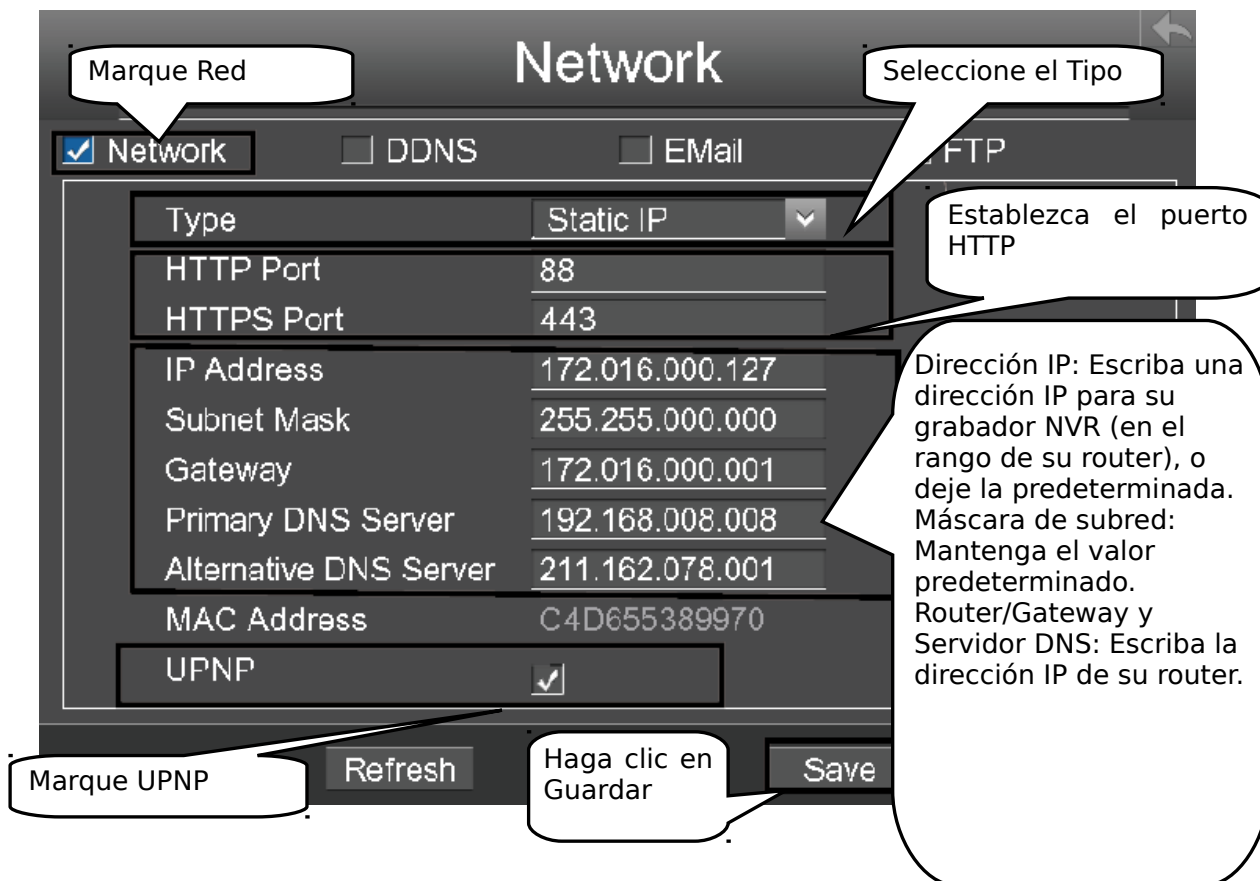 Network
Marque Red
Seleccione el Tipo
Network
DDNS
EMail
FTP
Type
Static IP
Establezca el puerto
HTTP
HTTP Port
88
HTTPS Port
443
IP Address
172.016.000.127
Subnet Mask
255.255.000.000
Gateway
172.016.000.001
Primary DNS Server
192.168.008.008
Alternative DNS Server
211.162.078.001
MAC Address
C4D655389970
UPNP
Dirección IP: Escriba una
dirección IP para su
grabador NVR (en el
rango de su router), o
deje la predeterminada.
Máscara de subred:
Mantenga el valor
predeterminado.
Router/Gateway y
Servidor DNS: Escriba la
dirección IP de su router.
Marque UPNP
Refresh
Haga clic en
Guardar
Save